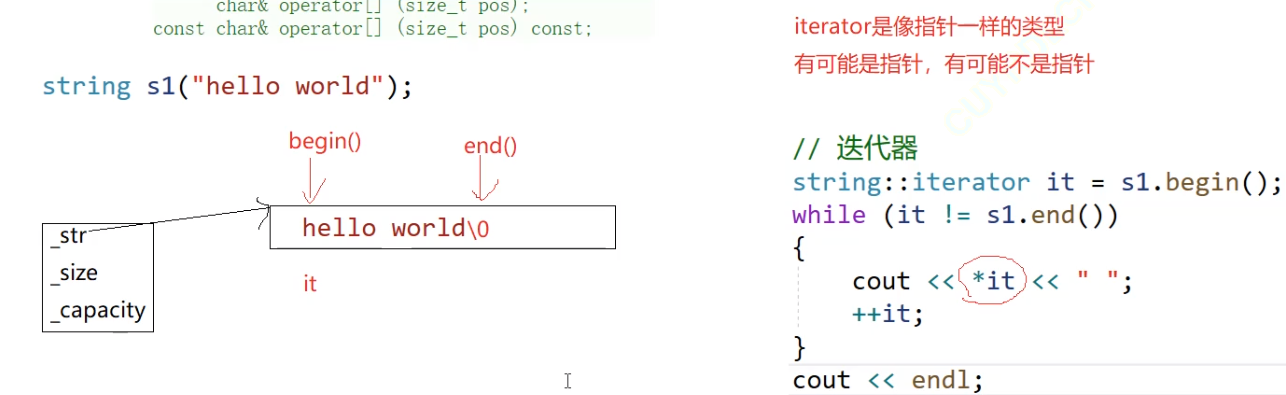 char& operator[] (size_t pos);
const char& operator[] (size_t pos) const;
string s1("hello world");
begin()
end()
hello world\0
it
_str
_size
_capacity
iterator是像指针一样的类型
有可能是指针，有可能不是指针
// 迭代器
string::iterator it = s1.begin();
while (it != s1.end())
{
cout << *it << " ";
++it;
}
cout << endl;